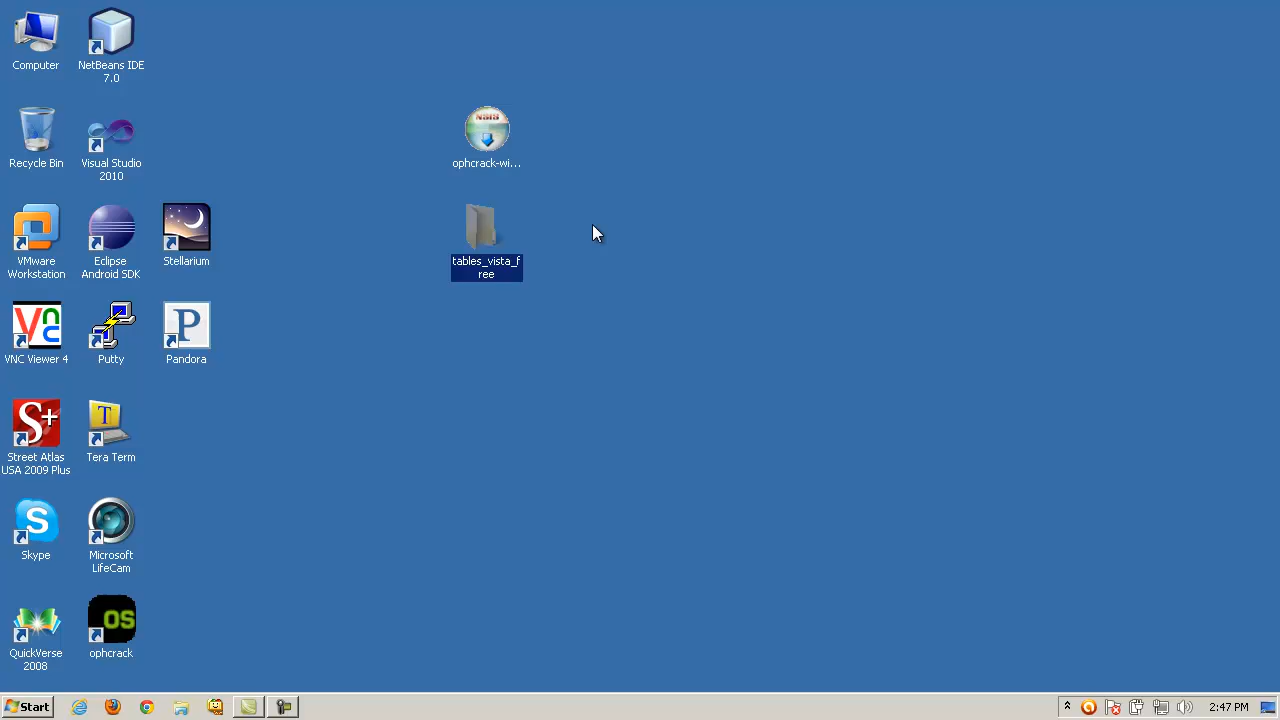 Computer
NetBeans IDE
7.0
NSIS
Recycle Bin
Visual Studio
2010
ophcrack-wi...
VMware
Workstation
Eclipse
Android SDK
Stellarium
tables_vista_f
ree
VNC Viewer 4
Putty
P
Pandora
S+
Street Atlas
USA 2009 Plus
T
Tera Term
S
Skype
Microsoft
LifeCam
OS
QuickVerse
2008
ophcrack
Start
2:47 PM